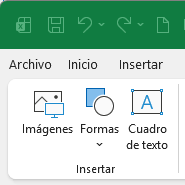 Archivo Inicio Insertar
Imágenes Formas Cuadro
de texto
Insertar